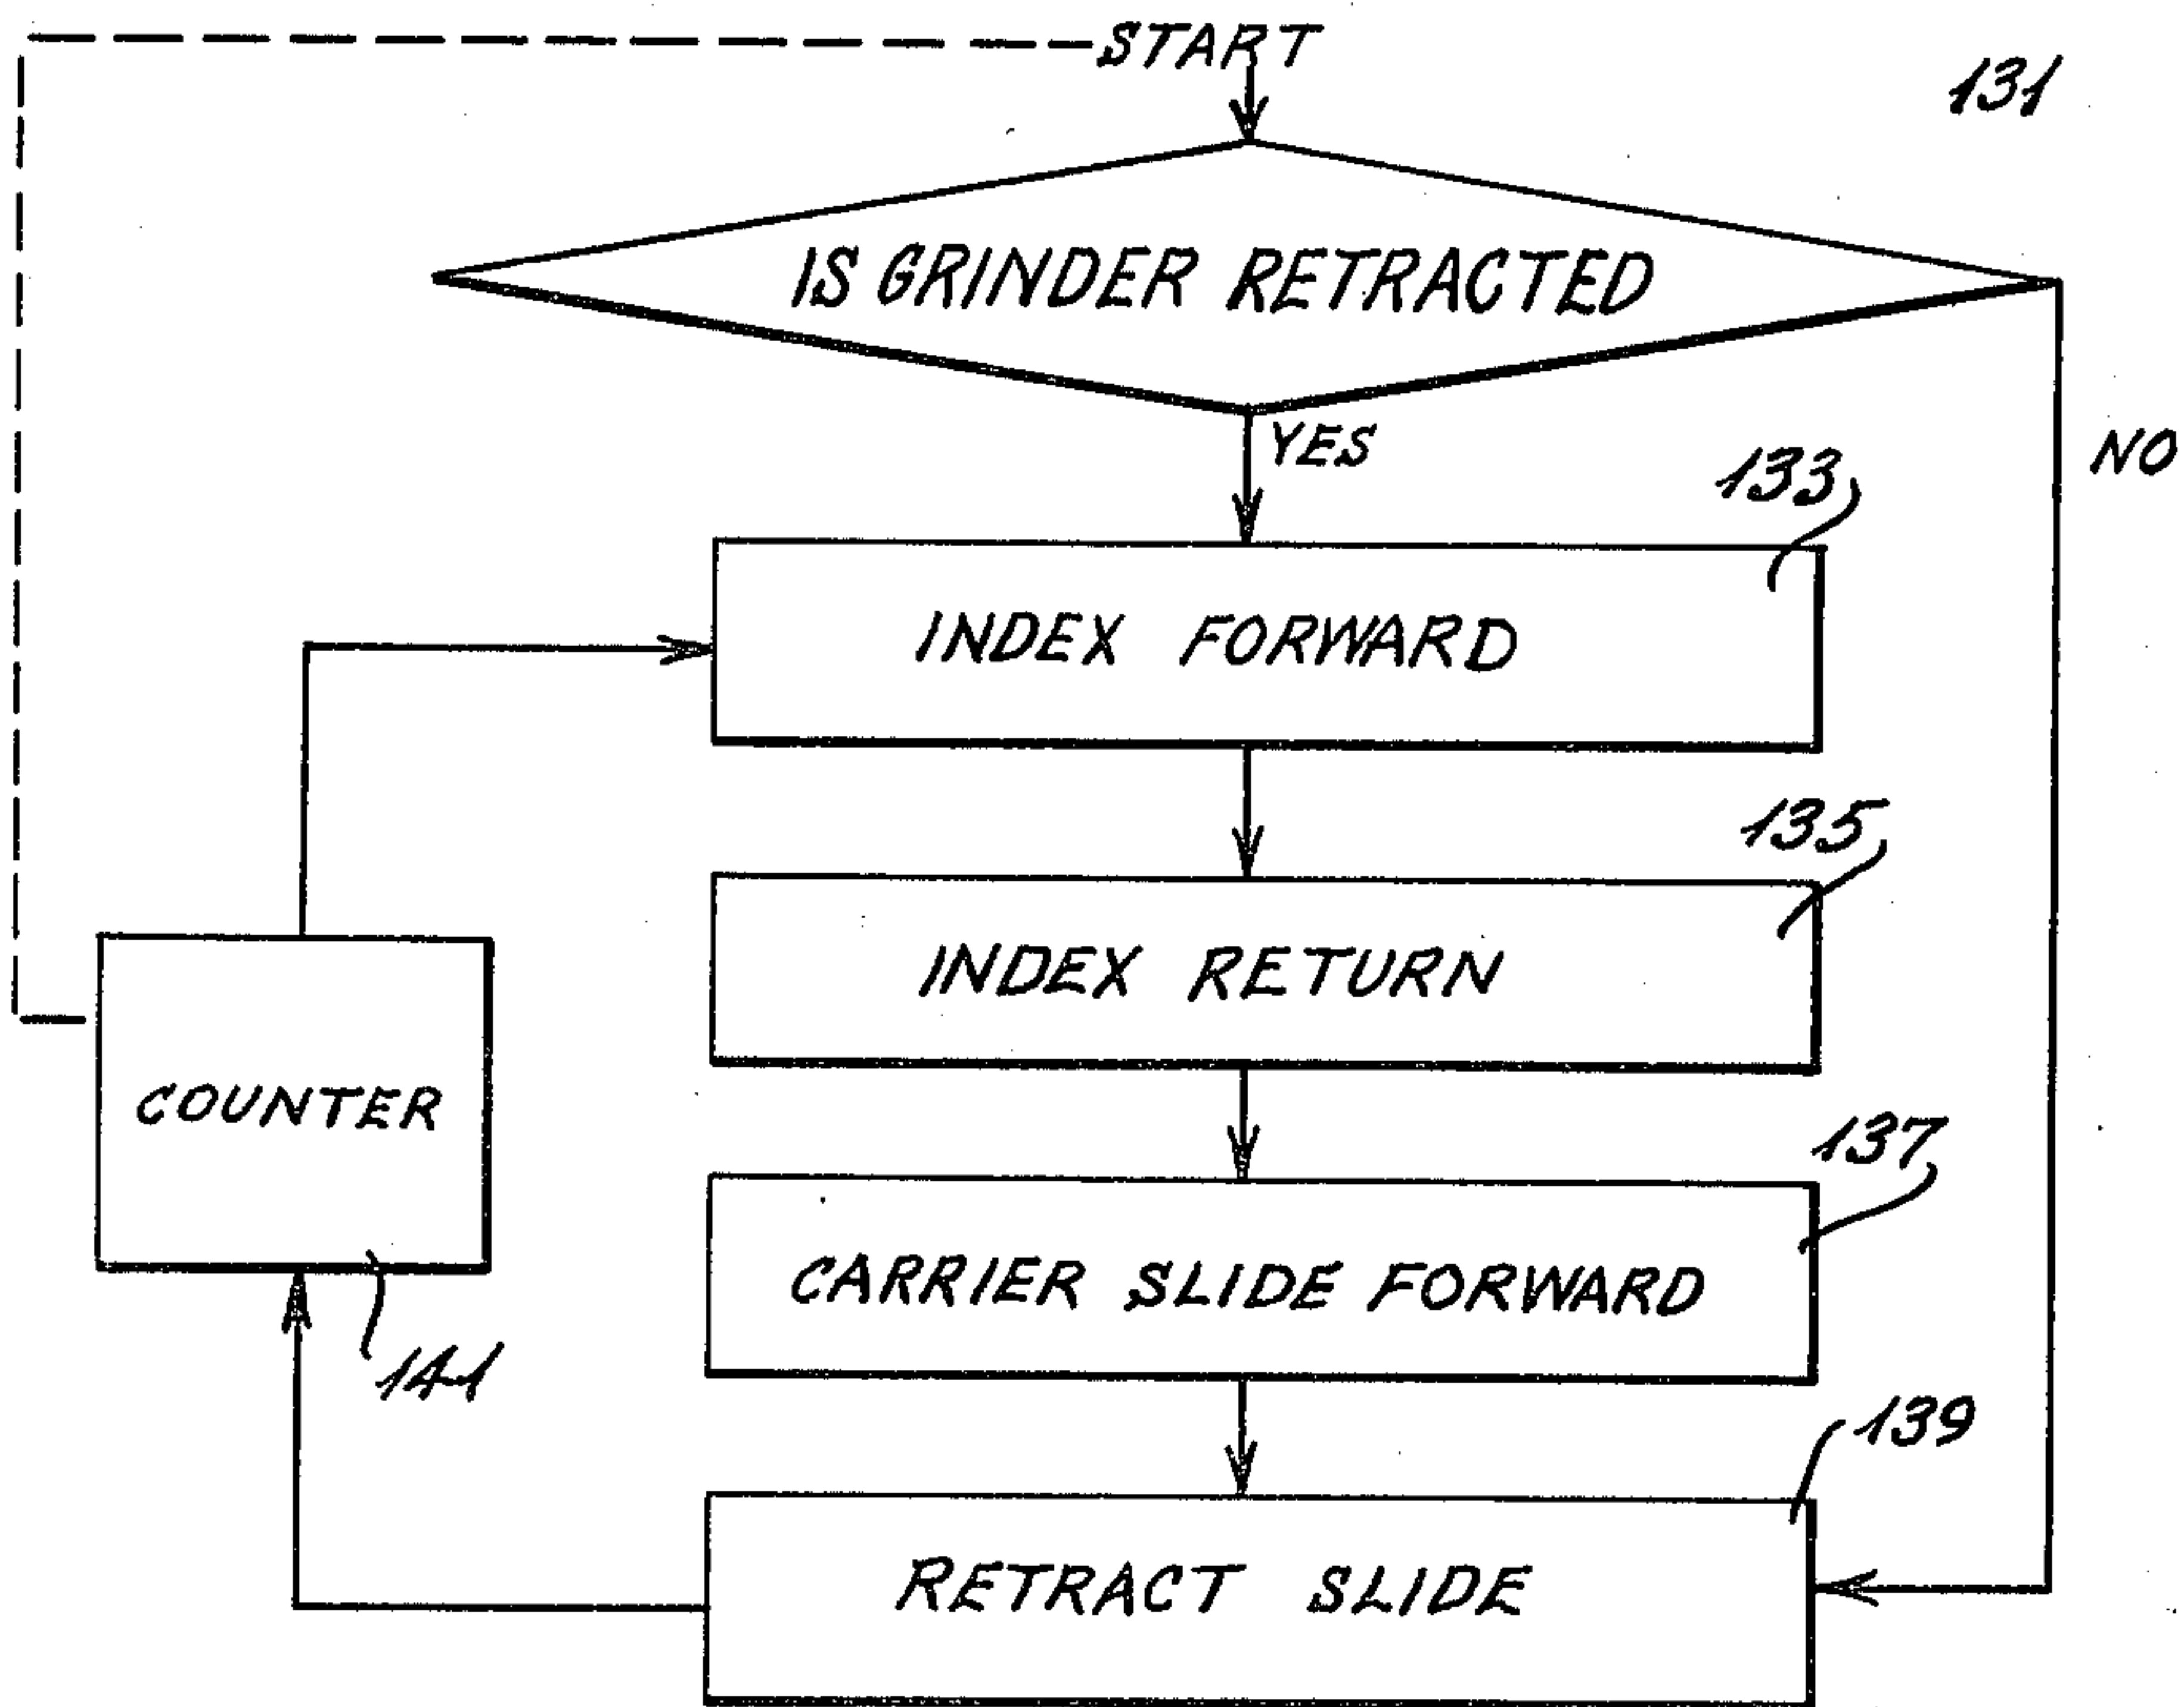 START
131
IS GRINDER RETRACTED
YES
NO
133
INDEX FORWARD
135
INDEX RETURN
COUNTER
137
CARRIER SLIDE FORWARD
141
139
RETRACT SLIDE